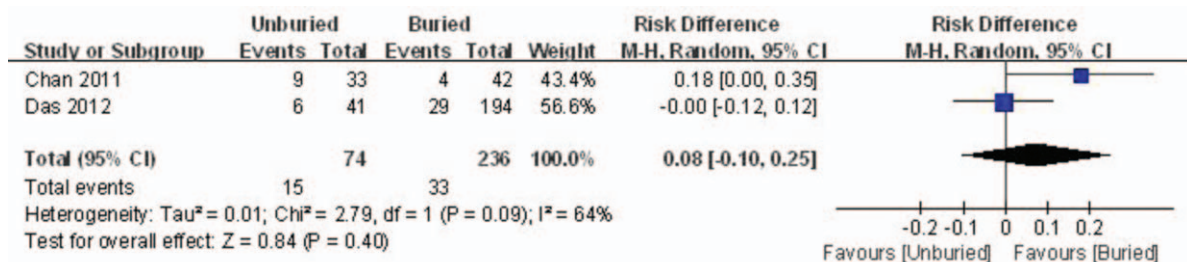 Unburied Buried Risk Difference Risk Difference
Study or Subgroup Events Total Events Total Weight M-H, Random, 95% CI M-H, Random, 95% CI
Chan 2011 9 33 4 42 43.4% 0.18 [0.00, 0.35]
Das 2012 6 41 29 194 56.6% -0.00 [-0.12, 0.12]
Total (95% CI) 74 236 100.0% 0.08 [-0.10, 0.25]
Total events 15 33
Heterogeneity: Tau² = 0.01; Chi² = 2.79, df = 1 (P = 0.09); I² = 64%
Test for overall effect: Z = 0.84 (P = 0.40)
-0.2 -0.1 0 0.1 0.2
Favours [Unburied] Favours [Buried]